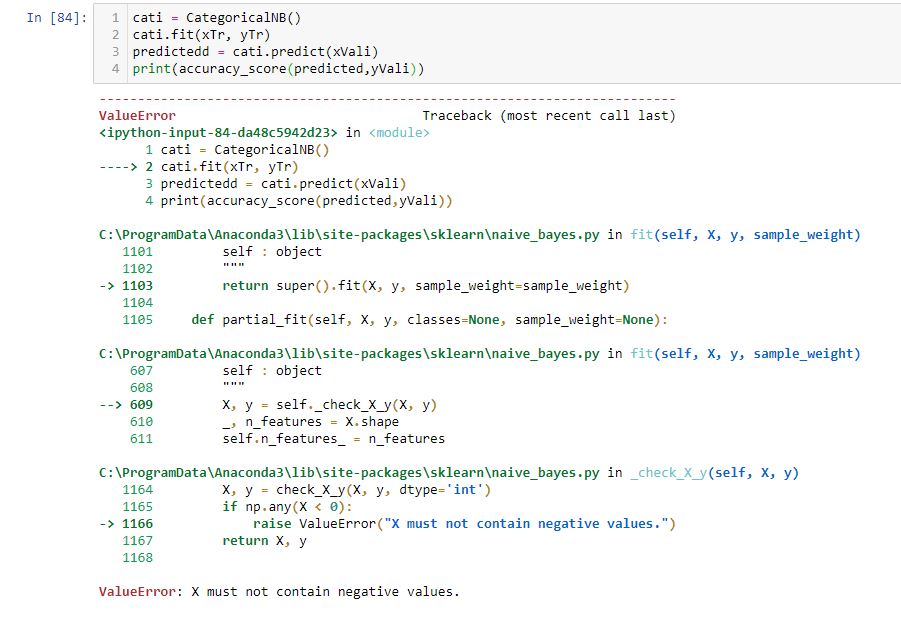 In [84]:
1 cati = CategoricalNB()
2 cati.fit(xTr, yTr)
3 predictedd = cati.predict(xVali)
4 print(accuracy_score(predicted,yVali))
---------------------------------------------------------------------------
ValueError                                Traceback (most recent call last)
<ipython-input-84-da48c5942d23> in <module>
      1 cati = CategoricalNB()
----> 2 cati.fit(xTr, yTr)
      3 predictedd = cati.predict(xVali)
      4 print(accuracy_score(predicted,yVali))
C:\ProgramData\Anaconda3\lib\site-packages\sklearn\naive_bayes.py in fit(self, X, y, sample_weight)
   1101         self : object
   1102         """
-> 1103         return super().fit(X, y, sample_weight=sample_weight)
   1104
   1105     def partial_fit(self, X, y, classes=None, sample_weight=None):
C:\ProgramData\Anaconda3\lib\site-packages\sklearn\naive_bayes.py in fit(self, X, y, sample_weight)
    607         self : object
    608         """
--> 609         X, y = self._check_X_y(X, y)
    610         _, n_features = X.shape
    611         self.n_features_ = n_features
C:\ProgramData\Anaconda3\lib\site-packages\sklearn\naive_bayes.py in _check_X_y(self, X, y)
   1164         X, y = check_X_y(X, y, dtype='int')
   1165         if np.any(X < 0):
-> 1166             raise ValueError("X must not contain negative values.")
   1167         return X, y
   1168
ValueError: X must not contain negative values.